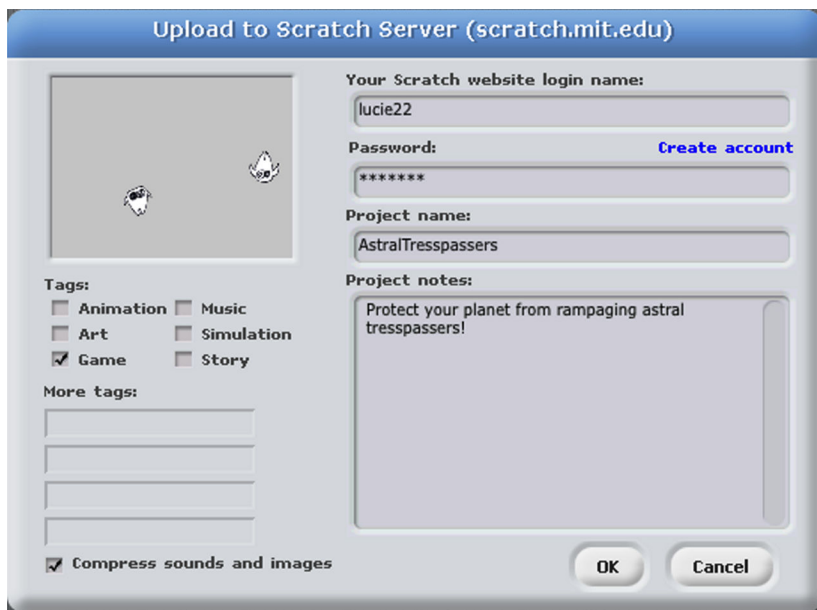 Upload to Scratch Server (scratch.mit.edu)
Your Scratch website login name:
lucie22
Password:
Create account
*******
Project name:
AstralTresspassers
Project notes:
Protect your planet from rampaging astral
tresspassers!
Tags:
Animation
Music
Art
Simulation
Game
Story
More tags:
Compress sounds and images
OK
Cancel